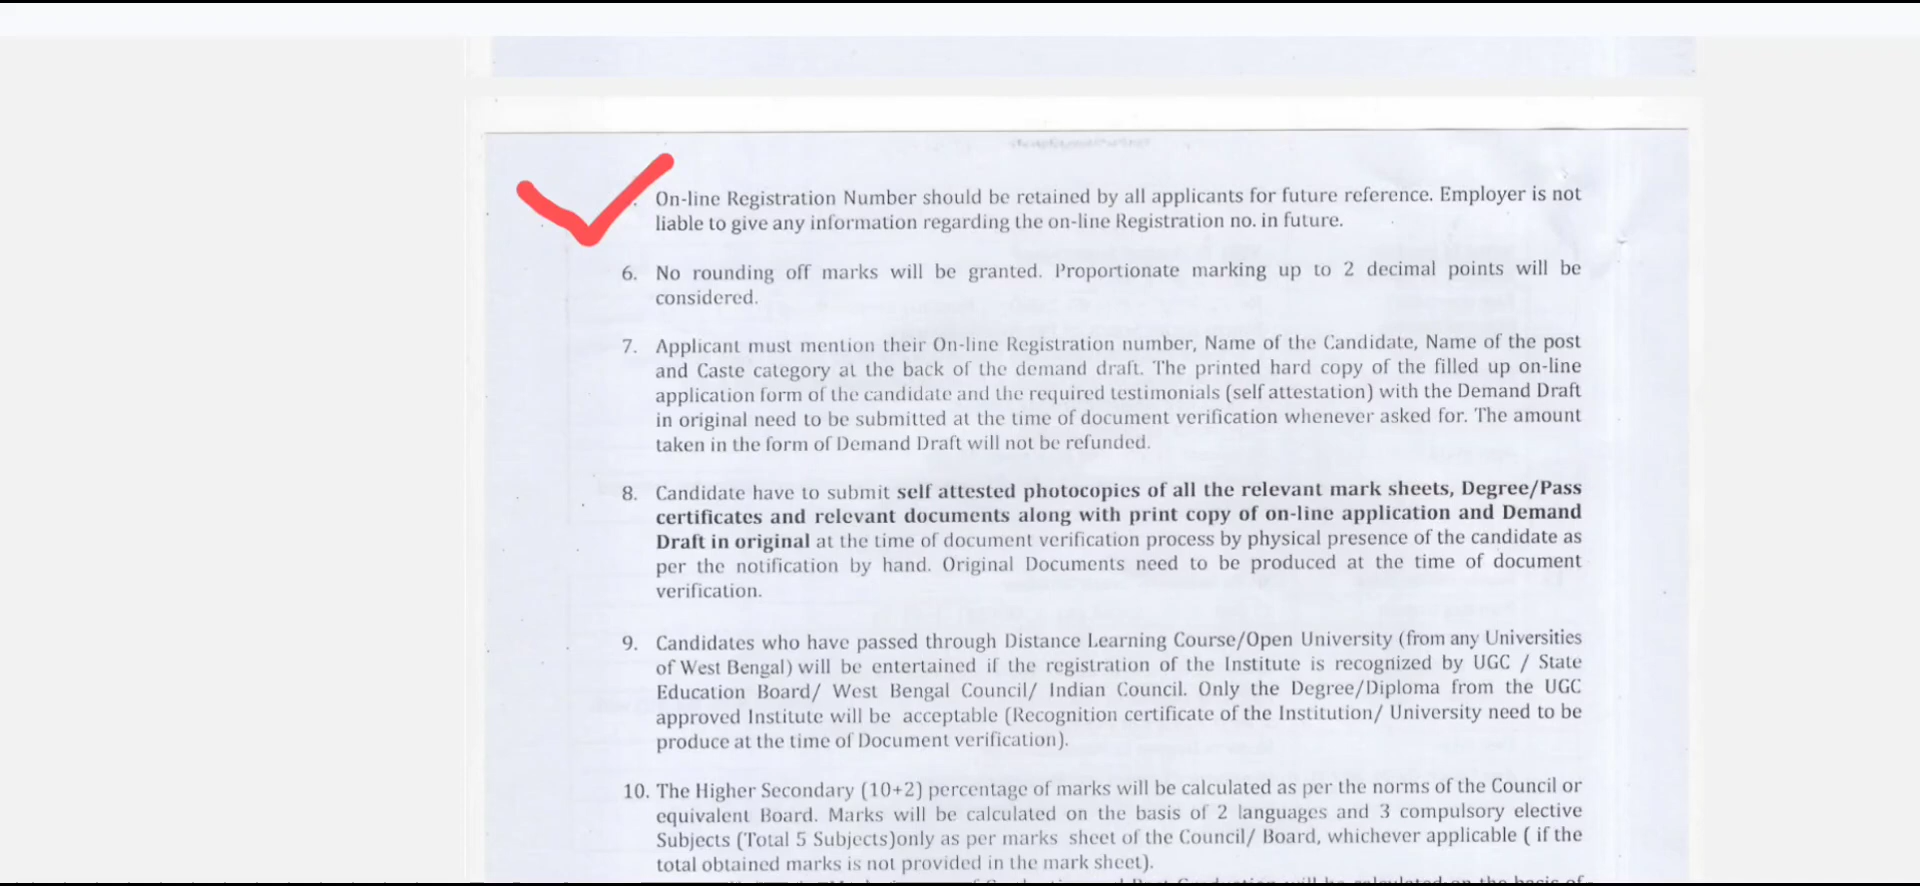 On-line Registration Number should be retained by all applicants for future reference. Employer is not
liable to give any information regarding the on-line Registration no. in future.
6. No rounding off marks will be granted. Proportionate marking up to 2 decimal points will be
considered.
7. Applicant must mention their On-line Registration number, Name of the Candidate, Name of the post
and Caste category at the back of the demand draft. The printed hard copy of the filled up on-line
application form of the candidate and the required testimonials (self attestation) with the Demand Draft
in original need to be submitted at the time of document verification whenever asked for. The amount
taken in the form of Demand Draft will not be refunded.
8. Candidate have to submit self attested photocopies of all the relevant mark sheets, Degree/Pass
certificates and relevant documents along with print copy of on-line application and Demand
Draft in original at the time of document verification process by physical presence of the candidate as
per the notification by hand. Original Documents need to be produced at the time of document
verification.
9. Candidates who have passed through Distance Learning Course/Open University (from any Universities
of West Bengal) will be entertained if the registration of the Institute is recognized by UGC / State
Education Board/ West Bengal Council/ Indian Council. Only the Degree/Diploma from the UGC
approved Institute will be acceptable (Recognition certificate of the Institution/ University need to be
produce at the time of Document verification).
10. The Higher Secondary (10+2) percentage of marks will be calculated as per the norms of the Council or
equivalent Board. Marks will be calculated on the basis of 2 languages and 3 compulsory elective
Subjects (Total 5 Subjects)only as per marks sheet of the Council/ Board, whichever applicable ( if the
total obtained marks is not provided in the mark sheet).